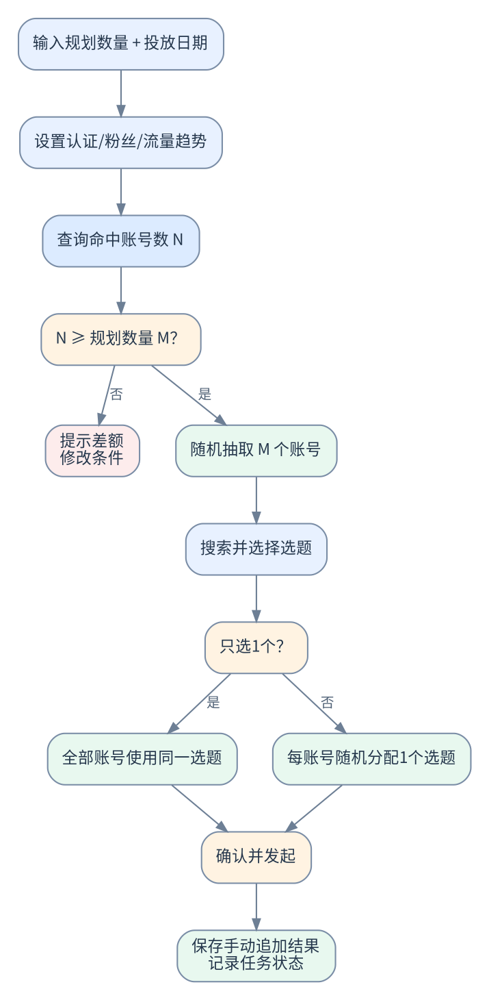 输入规划数量 + 投放日期
设置认证/粉丝/流量趋势
查询命中账号数 N
N ≥ 规划数量 M?
否
是
提示差额
修改条件
随机抽取 M 个账号
搜索并选择选题
只选1个?
是
否
全部账号使用同一选题
每账号随机分配1个选题
确认并发起
保存手动追加结果
记录任务状态